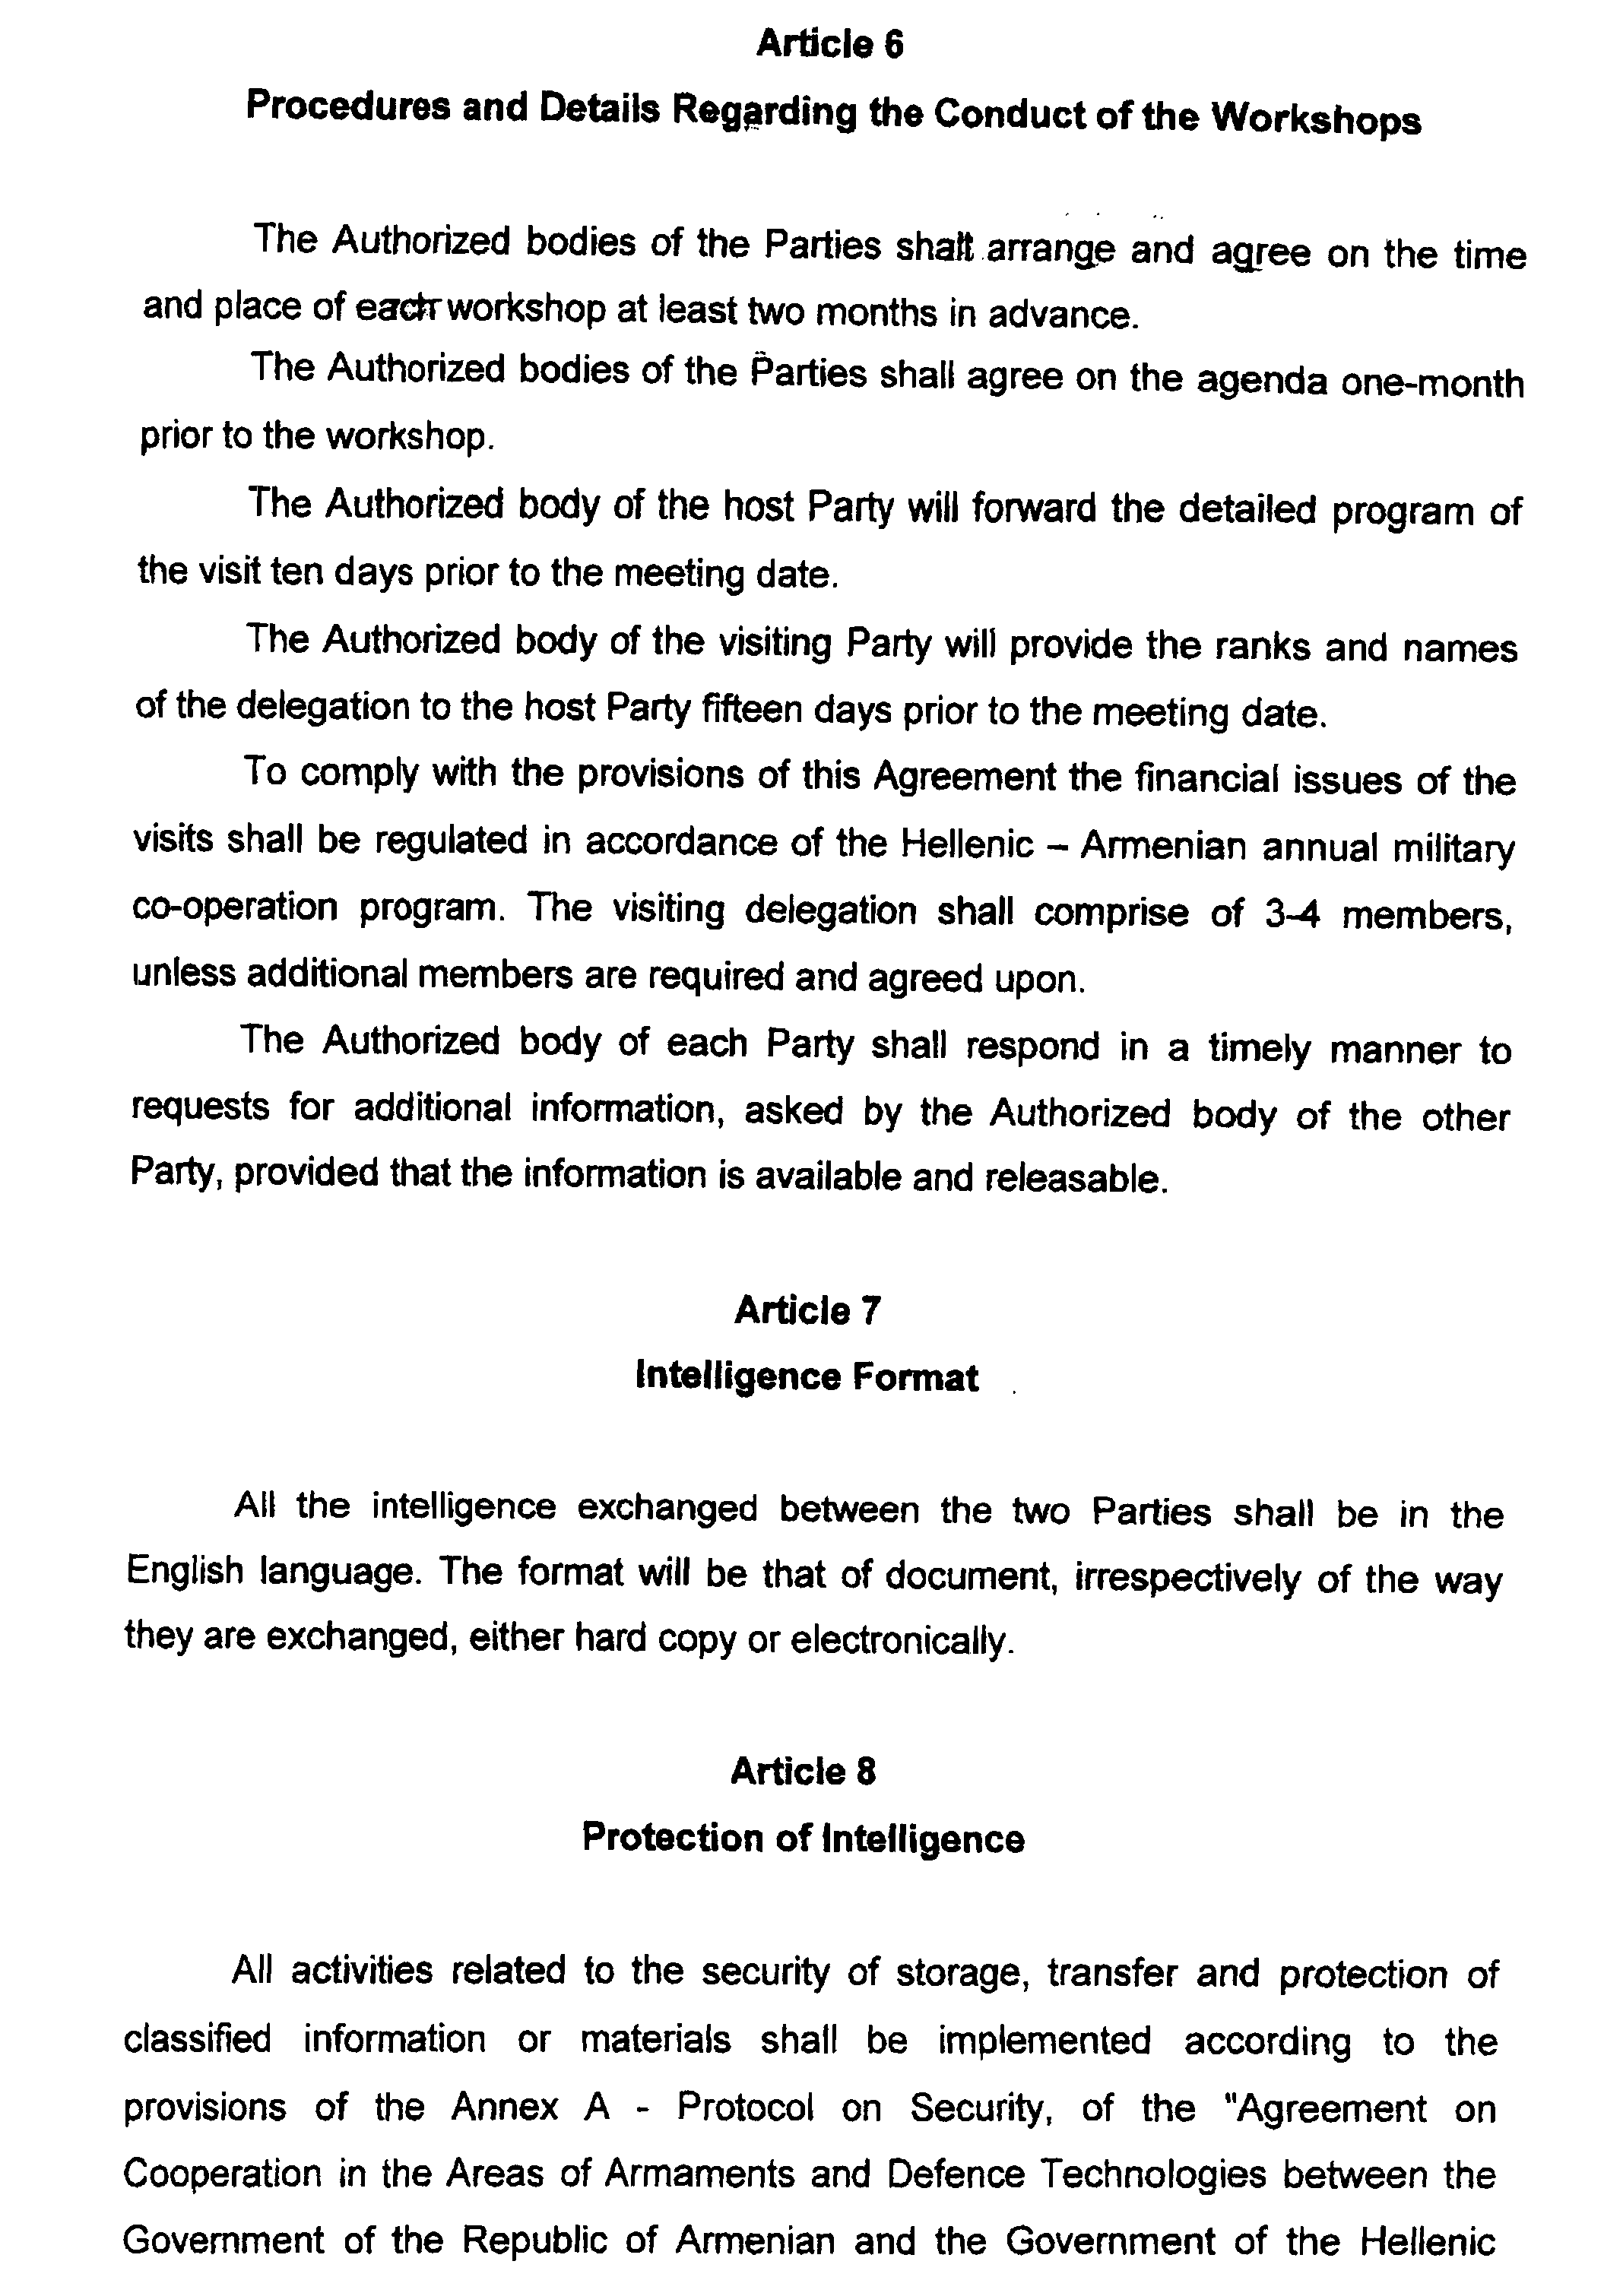 Article 6
Procedures and Details Regarding the Conduct of the Workshops
The Authorized bodies of the Parties shall arrange and agree on the time
and place of each workshop at least two months in advance.
The Authorized bodies of the Parties shall agree on the agenda one-month
prior to the workshop.
The Authorized body of the host Party will forward the detailed program of
the visit ten days prior to the meeting date.
The Authorized body of the visiting Party will provide the ranks and names
of the delegation to the host Party fifteen days prior to the meeting date.
To comply with the provisions of this Agreement the financial issues of the
visits shall be regulated in accordance of the Hellenic – Armenian annual military
co-operation program. The visiting delegation shall comprise of 3-4 members,
unless additional members are required and agreed upon.
The Authorized body of each Party shall respond in a timely manner to
requests for additional information, asked by the Authorized body of the other
Party, provided that the information is available and releasable.
Article 7
Intelligence Format
All the intelligence exchanged between the two Parties shall be in the
English language. The format will be that of document, irrespectively of the way
they are exchanged, either hard copy or electronically.
Article 8
Protection of Intelligence
All activities related to the security of storage, transfer and protection of
classified information or materials shall be implemented according to the
provisions of the Annex A - Protocol on Security, of the "Agreement on
Cooperation in the Areas of Armaments and Defence Technologies between the
Government of the Republic of Armenian and the Government of the Hellenic